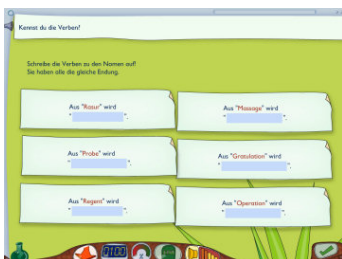 Kennst du die Verben?
Schreibe die Verben zu den Nomen auf!
Sie haben alle die gleiche Endung.
Aus "Rasur" wird
" ".
Aus "Massage" wird
" ".
Aus "Probe" wird
" ".
Aus "Gratulation" wird
" ".
Aus "Regent" wird
" ".
Aus "Operation" wird
" ".